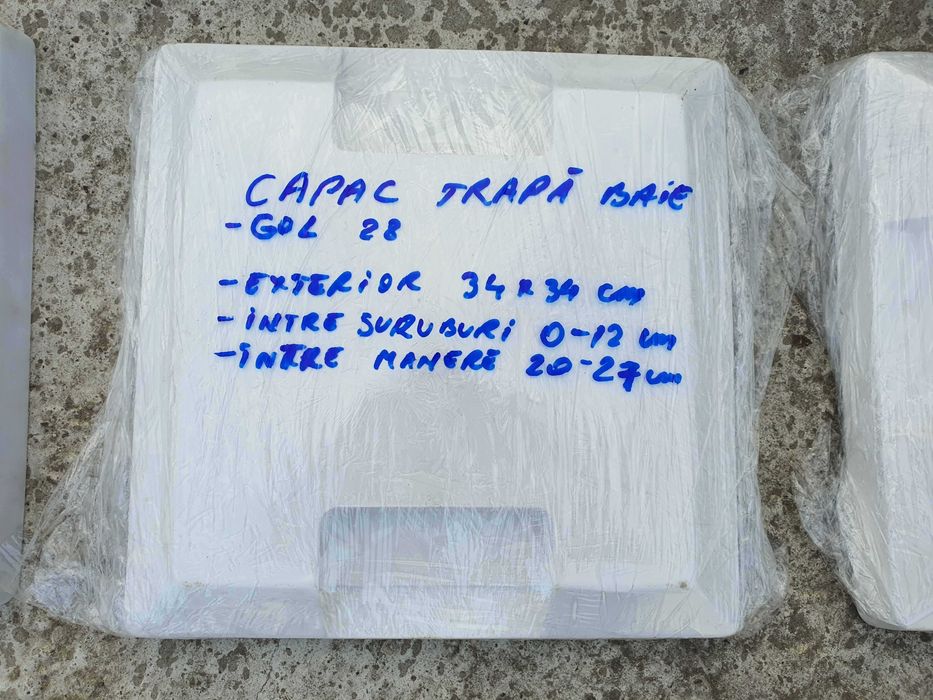 CAPAC TRAPĂ BAIE
- GOL 28
- EXTERIOR 34 x 34 cm
- INTRE SURUBURI 0-12 cm
- INTRE MANERE 20-27 cm